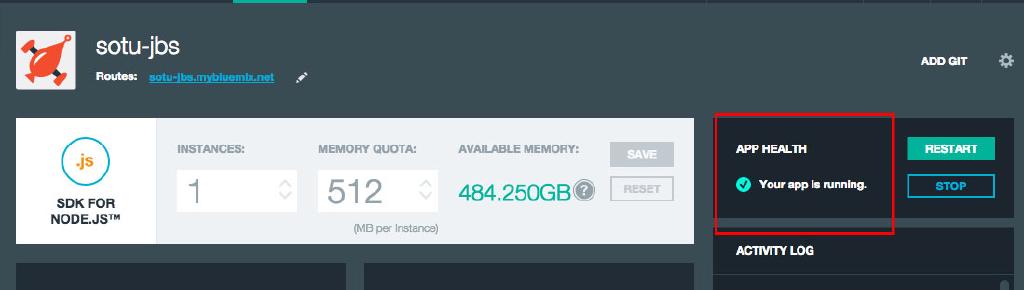 sotu-jbs
Routes: sotu-jbs.mybluemix.net
ADD GIT
.js
SDK FOR
NODE.JS™
INSTANCES:
1
MEMORY QUOTA:
512
(MB per Instance)
AVAILABLE MEMORY:
484.250GB ?
SAVE
RESET
APP HEALTH
Your app is running.
RESTART
STOP
ACTIVITY LOG